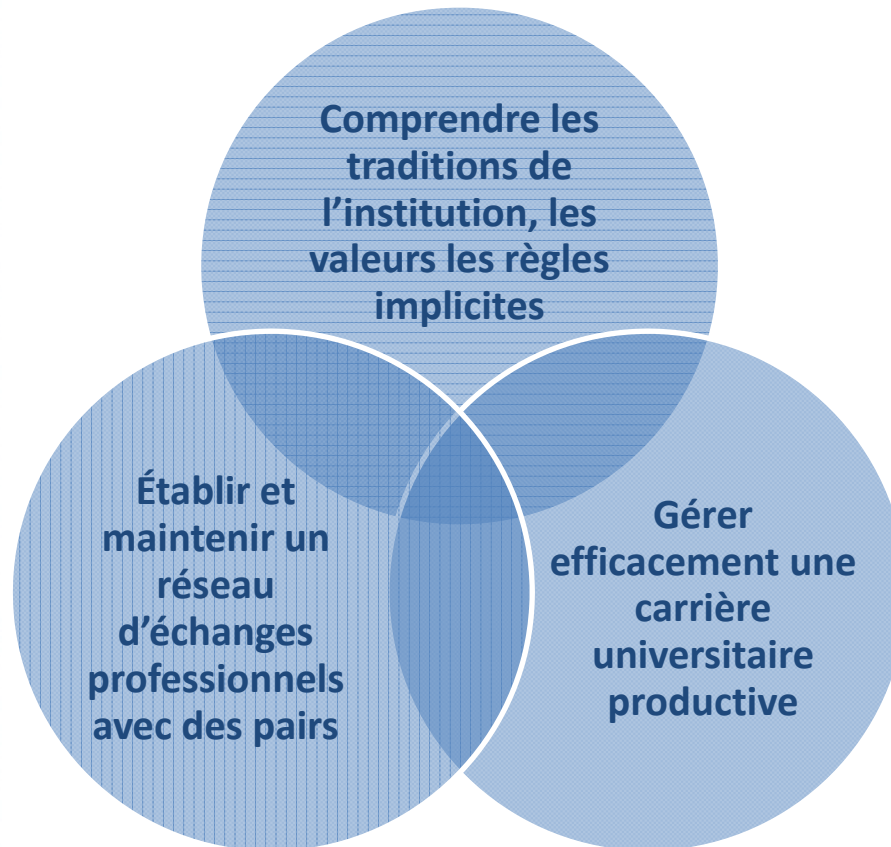 Comprendre les
traditions de
l’institution, les
valeurs les règles
implicites
Établir et
maintenir un
réseau
d’échanges
professionnels
avec des pairs
Gérer
efficacement une
carrière
universitaire
productive